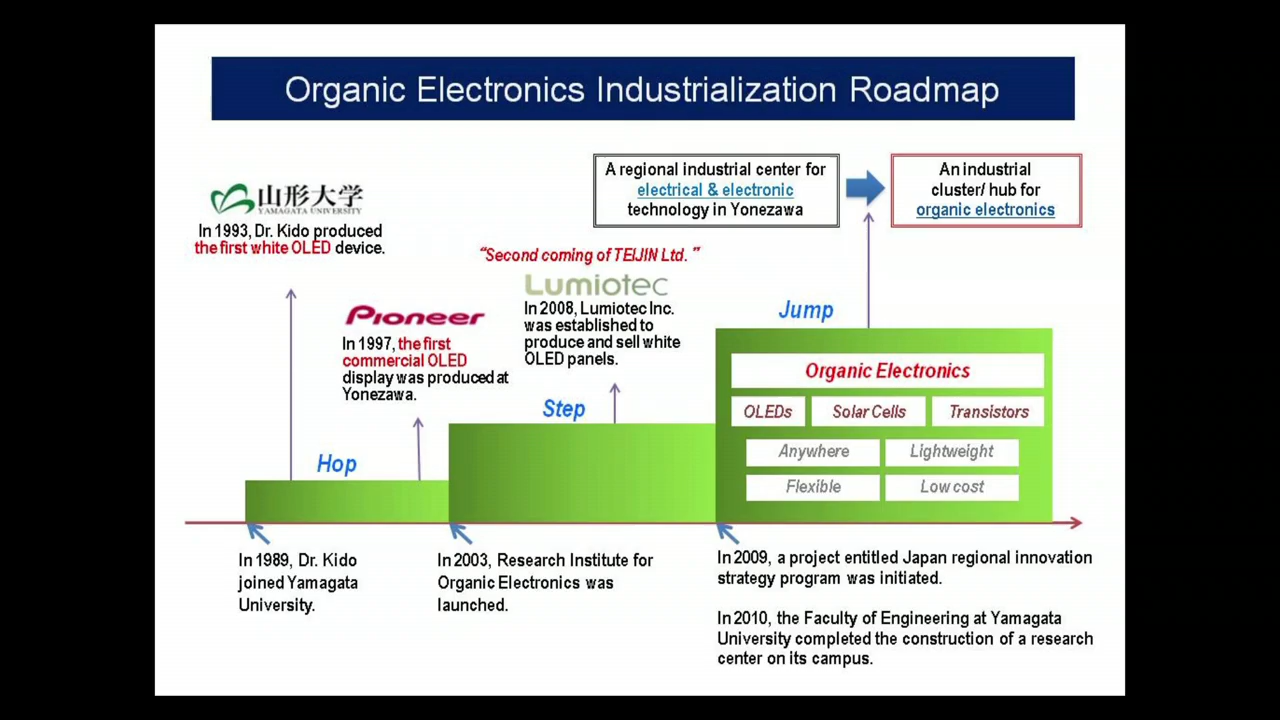 Organic Electronics Industrialization Roadmap
山形大学
YAMAGATA UNIVERSITY
In 1993, Dr. Kido produced
the first white OLED device.
A regional industrial center for
electrical & electronic
technology in Yonezawa
An industrial
cluster/ hub for
organic electronics
"Second coming of TEIJIN Ltd. "
Lumiotec
In 2008, Lumiotec Inc.
was established to
produce and sell white
OLED panels.
Pioneer
In 1997, the first
commercial OLED
display was produced at
Yonezawa.
Hop
Step
Jump
Organic Electronics
OLEDs
Solar Cells
Transistors
Anywhere
Lightweight
Flexible
Low cost
In 1989, Dr. Kido
joined Yamagata
University.
In 2003, Research Institute for
Organic Electronics was
launched.
In 2009, a project entitled Japan regional innovation
strategy program was initiated.
In 2010, the Faculty of Engineering at Yamagata
University completed the construction of a research
center on its campus.